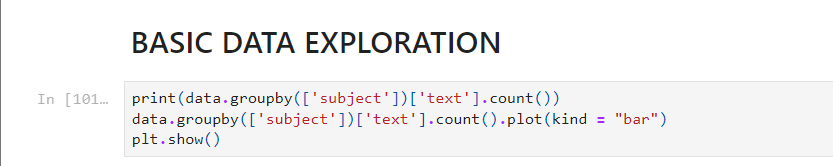 BASIC DATA EXPLORATION
In [101…
print(data.groupby(['subject'])['text'].count())
data.groupby(['subject'])['text'].count().plot(kind = "bar")
plt.show()